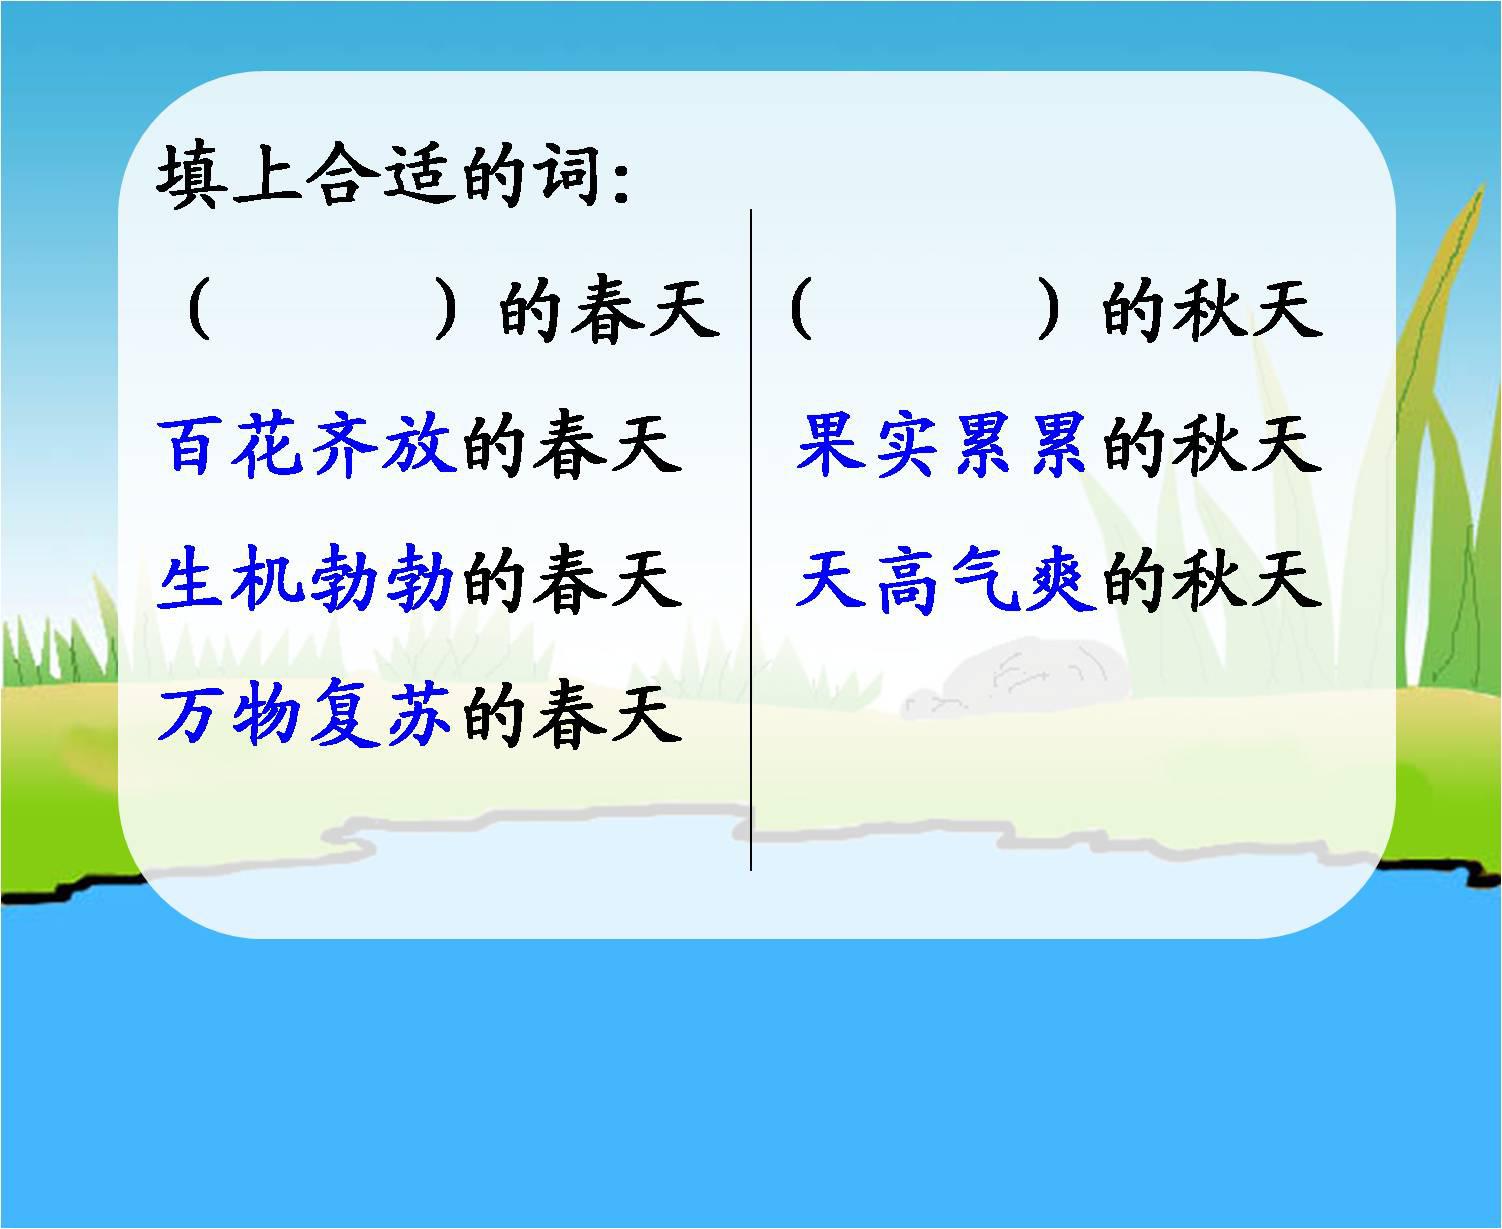 填上合适的词：
（　　　）的春天
百花齐放的春天
生机勃勃的春天
万物复苏的春天
（　　　）的秋天
果实累累的秋天
天高气爽的秋天